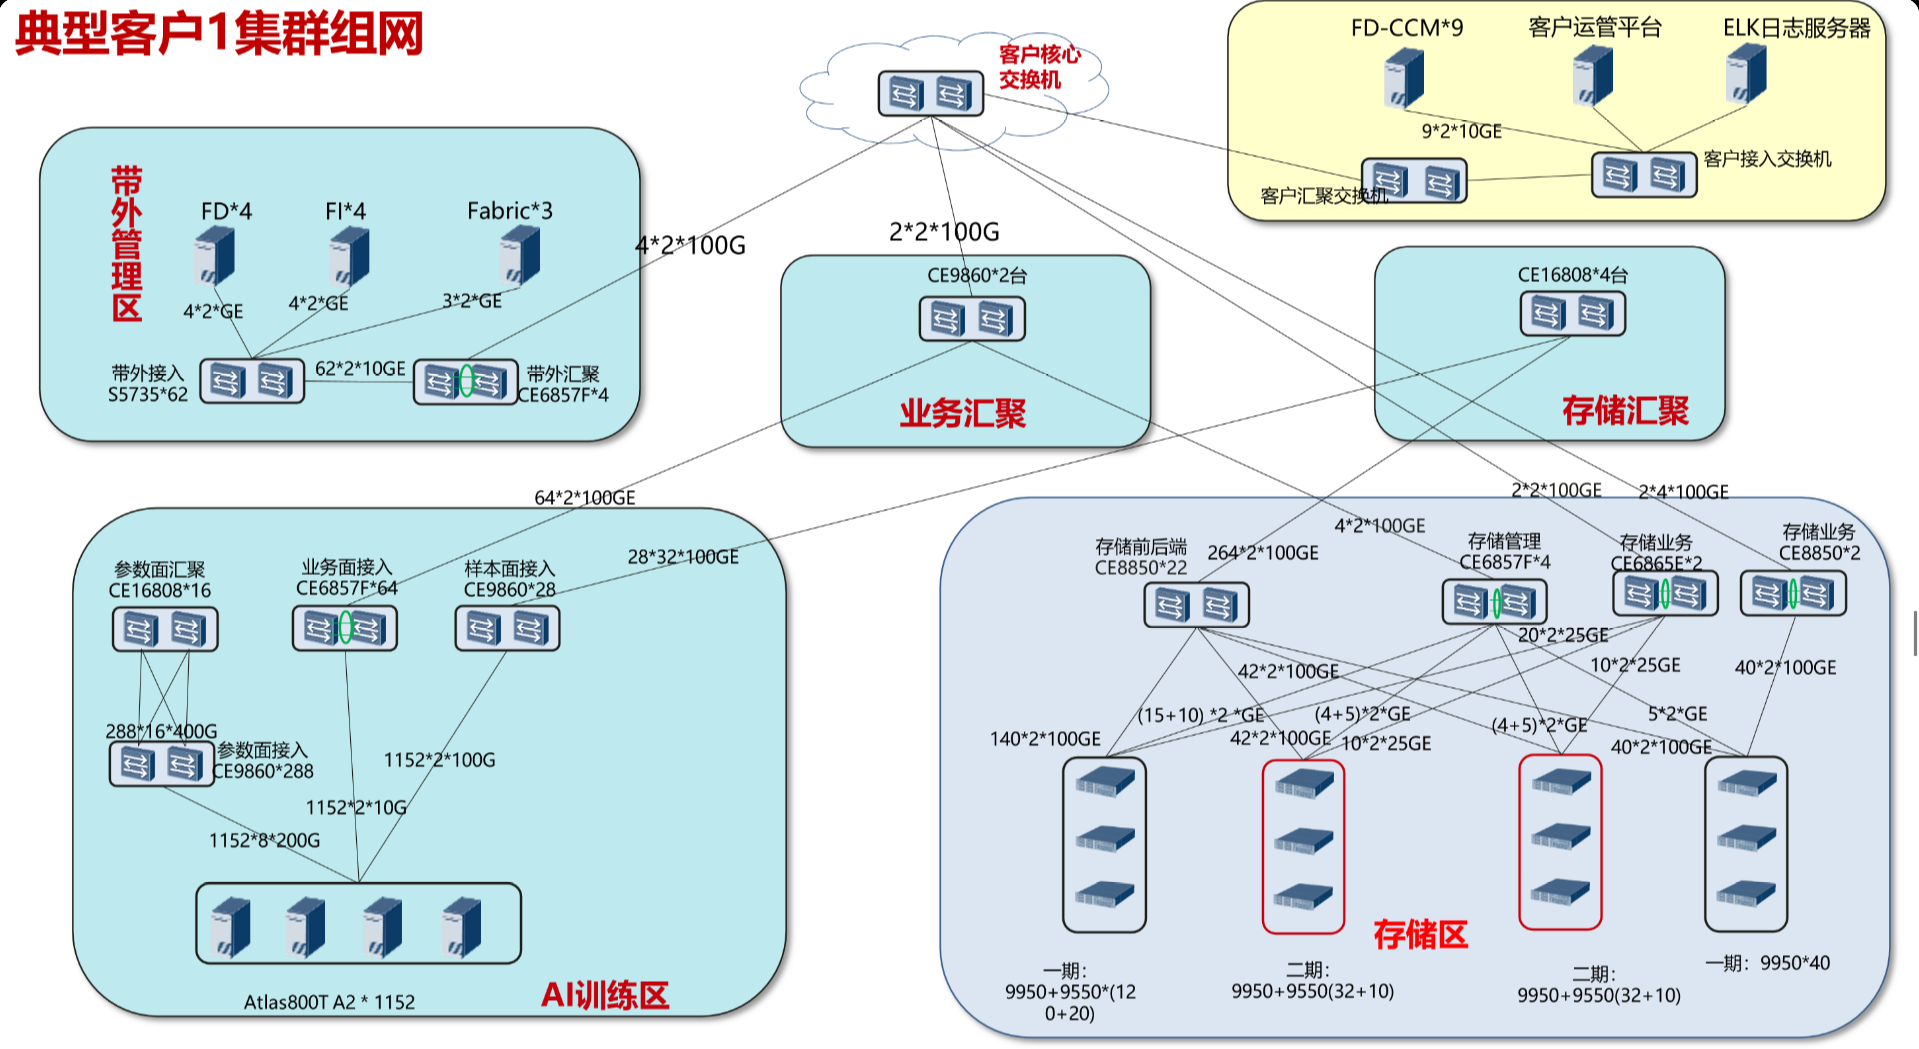 典型客户1集群组网
客户核心
交换机
FD-CCM*9
客户运管平台
ELK日志服务器
9*2*10GE
客户接入交换机
客户汇聚交换机
带外管理区
FD*4
FI*4
Fabric*3
4*2*GE
4*2*GE
3*2*GE
带外接入
S5735*62
62*2*10GE
带外汇聚
CE6857F*4
4*2*100G
2*2*100G
CE9860*2台
业务汇聚
CE16808*4台
存储汇聚
64*2*100GE
28*32*100GE
参数面汇聚
CE16808*16
业务面接入
CE6857F*64
样本面接入
CE9860*28
288*16*400G
参数面接入
CE9860*288
1152*2*100G
1152*2*10G
1152*8*200G
Atlas800T A2 * 1152
AI训练区
2*2*100GE
2*4*100GE
4*2*100GE
264*2*100GE
存储前后端
CE8850*22
存储管理
CE6857F*4
存储业务
CE6865E*2
存储业务
CE8850*2
20*2*25GE
42*2*100GE
10*2*25GE
40*2*100GE
(15+10) *2 *GE
(4+5)*2*GE
(4+5)*2*GE
5*2*GE
140*2*100GE
42*2*100GE
10*2*25GE
40*2*100GE
存储区
一期：
9950+9550*(12
0+20)
二期：
9950+9550(32+10)
二期：
9950+9550(32+10)
一期：9950*40